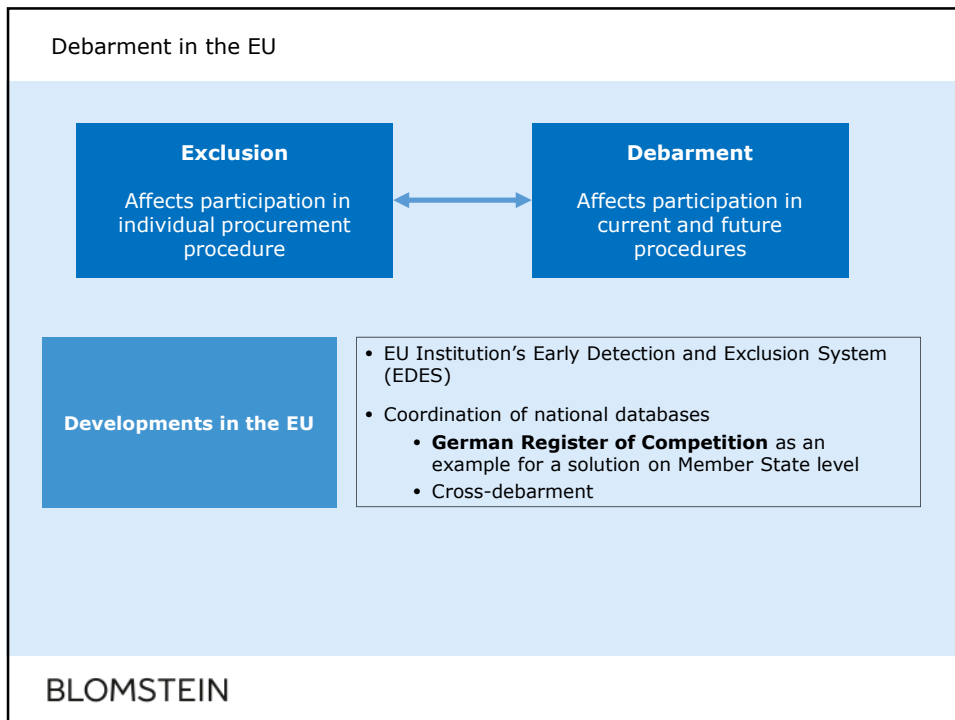 Debarment in the EU
Exclusion
Affects participation in
individual procurement
procedure
Debarment
Affects participation in
current and future
procedures
Developments in the EU
• EU Institution's Early Detection and Exclusion System
(EDES)
• Coordination of national databases
• German Register of Competition as an
example for a solution on Member State level
• Cross-debarment
BLOMSTEIN